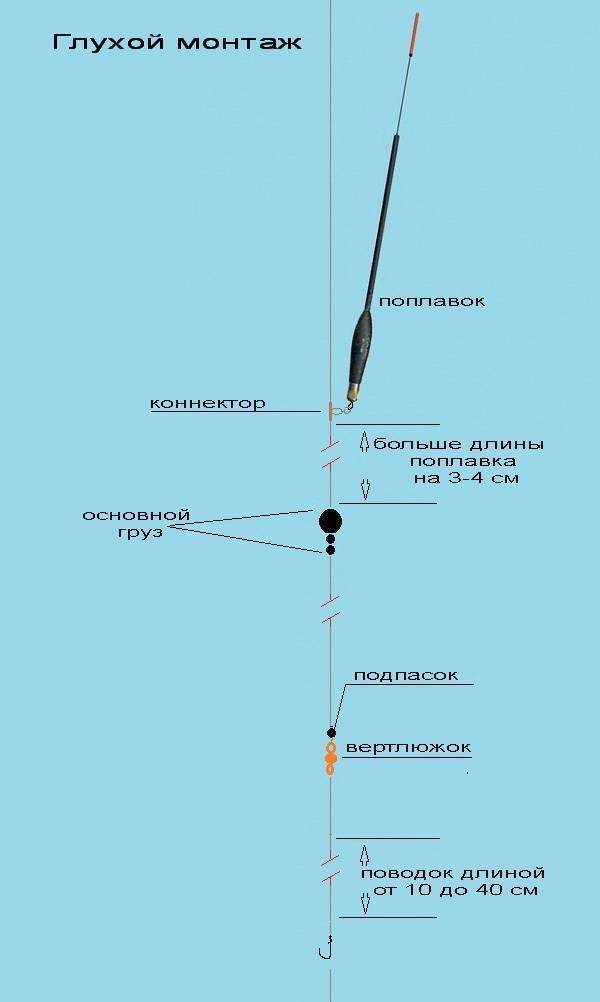 Глухой монтаж
поплавок
коннектор
больше длины
поплавка
на 3-4 см
основной
груз
подпасок
вертлюжок
поводок длиной
от 10 до 40 см